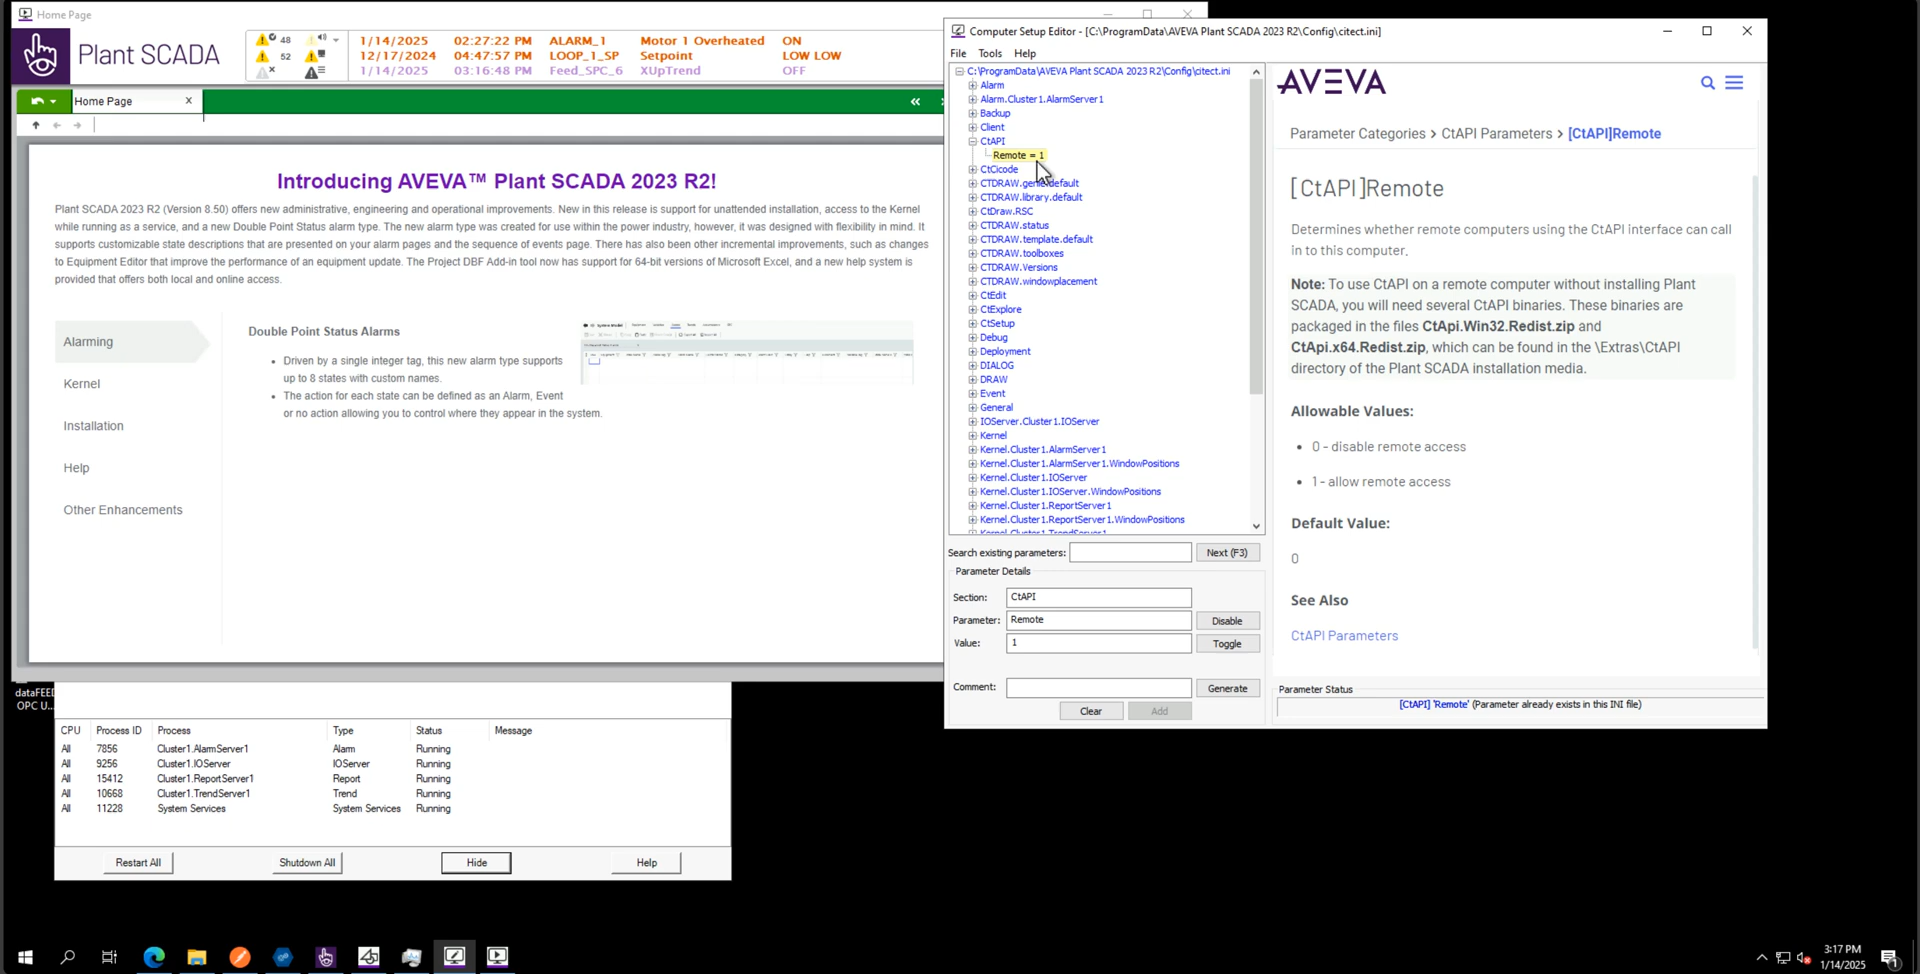 Home Page
Plant SCADA
48
52
1/14/2025 02:27:22 PM ALARM_1 Motor 1 Overheated ON
12/17/2024 04:47:57 PM LOOP_1_SP Setpoint LOW LOW
1/14/2025 03:16:48 PM Feed_SPC_6 XUpTrend OFF
Home Page x
Introducing AVEVA™ Plant SCADA 2023 R2!
Plant SCADA 2023 R2 (Version 8.50) offers new administrative, engineering and operational improvements. New in this release is support for unattended installation, access to the Kernel
while running as a service, and a new Double Point Status alarm type. The new alarm type was created for use within the power industry, however, it was designed with flexibility in mind. It
supports customizable state descriptions that are presented on your alarm pages and the sequence of events page. There has also been other incremental improvements, such as changes
to Equipment Editor that improve the performance of an equipment update. The Project DBF Add-in tool now has support for 64-bit versions of Microsoft Excel, and a new help system is
provided that offers both local and online access.
Alarming
Kernel
Installation
Help
Other Enhancements
Double Point Status Alarms
• Driven by a single integer tag, this new alarm type supports
up to 8 states with custom names.
• The action for each state can be defined as an Alarm, Event
or no action allowing you to control where they appear in the system.
dataFEED
OPC U...
CPU Process ID Process Type Status Message
All 7856 Cluster1.AlarmServer1 Alarm Running
All 9256 Cluster1.IOServer IOServer Running
All 15412 Cluster1.ReportServer1 Report Running
All 10668 Cluster1.TrendServer1 Trend Running
All 11228 System Services System Services Running
Restart All Shutdown All Hide Help
Computer Setup Editor - [C:\ProgramData\AVEVA Plant SCADA 2023 R2\Config\citect.ini]
File Tools Help
C:\ProgramData\AVEVA Plant SCADA 2023 R2\Config\citect.ini
Alarm
Alarm.Cluster1.AlarmServer1
Backup
Client
CtAPI
Remote = 1
CtCicode
CTDRAW.genie.default
CTDRAW.library.default
CtDraw.RSC
CTDRAW.status
CTDRAW.template.default
CTDRAW.toolboxes
CTDRAW.Versions
CTDRAW.windowplacement
CtEdit
CtExplore
CtSetup
Debug
Deployment
DIALOG
DRAW
Event
General
IOServer.Cluster1.IOServer
Kernel
Kernel.Cluster1.AlarmServer1
Kernel.Cluster1.AlarmServer1.WindowPositions
Kernel.Cluster1.IOServer
Kernel.Cluster1.IOServer.WindowPositions
Kernel.Cluster1.ReportServer1
Kernel.Cluster1.ReportServer1.WindowPositions
Kernel.Cluster1.TrendServer1
Search existing parameters: Next (F3)
Parameter Details
Section: CtAPI
Parameter: Remote Disable
Value: 1 Toggle
Comment: Generate
Clear Add
AVEVA
Parameter Categories > CtAPI Parameters > [CtAPI]Remote
[CtAPI]Remote
Determines whether remote computers using the CtAPI interface can call
in to this computer.
Note: To use CtAPI on a remote computer without installing Plant
SCADA, you will need several CtAPI binaries. These binaries are
packaged in the files CtApi.Win32.Redist.zip and
CtApi.x64.Redist.zip, which can be found in the \Extras\CtAPI
directory of the Plant SCADA installation media.
Allowable Values:
• 0 - disable remote access
• 1 - allow remote access
Default Value:
0
See Also
CtAPI Parameters
Parameter Status
[CtAPI] 'Remote' (Parameter already exists in this INI file)
3:17 PM
1/14/2025
1